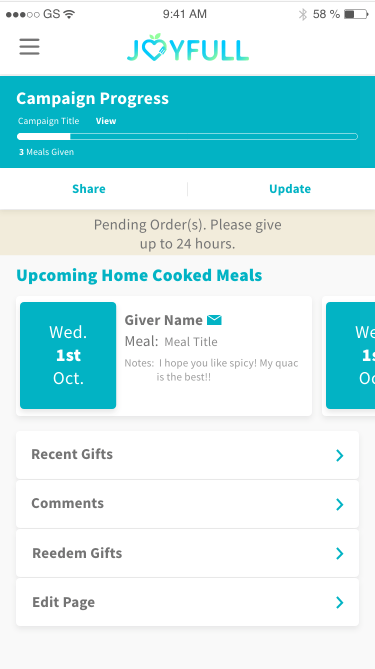 GS 9:41 AM 58 %
JOYFULL
Campaign Progress
Campaign Title View
3 Meals Given
Share Update
Pending Order(s). Please give
up to 24 hours.
Upcoming Home Cooked Meals
Wed.
1st
Oct.
Giver Name
Meal: Meal Title
Notes: I hope you like spicy! My quac
is the best!!
We
1s
Oc
Recent Gifts
Comments
Reedem Gifts
Edit Page